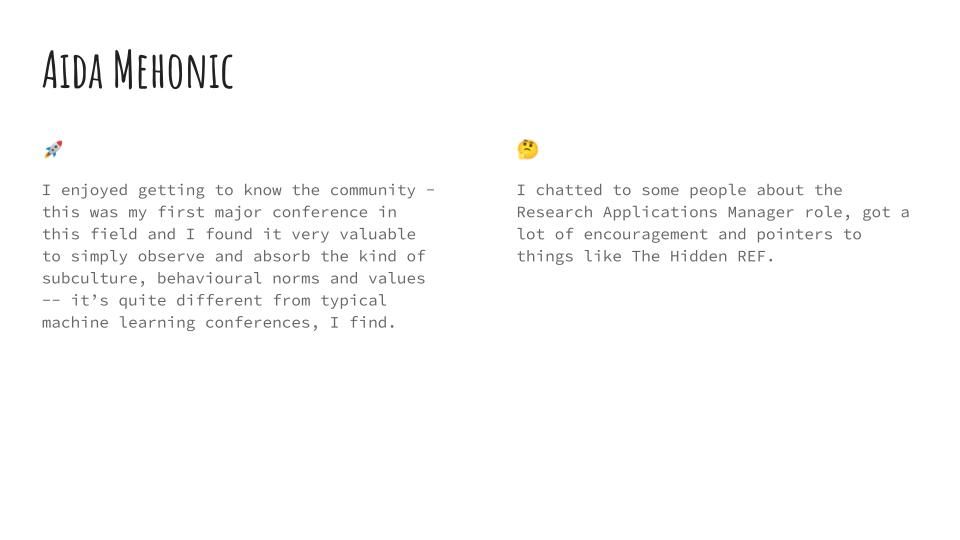 Aida Mehonic
🚀
I enjoyed getting to know the community -
this was my first major conference in
this field and I found it very valuable
to simply observe and absorb the kind of
subculture, behavioural norms and values
-- it’s quite different from typical
machine learning conferences, I find.
🤔
I chatted to some people about the
Research Applications Manager role, got a
lot of encouragement and pointers to
things like The Hidden REF.